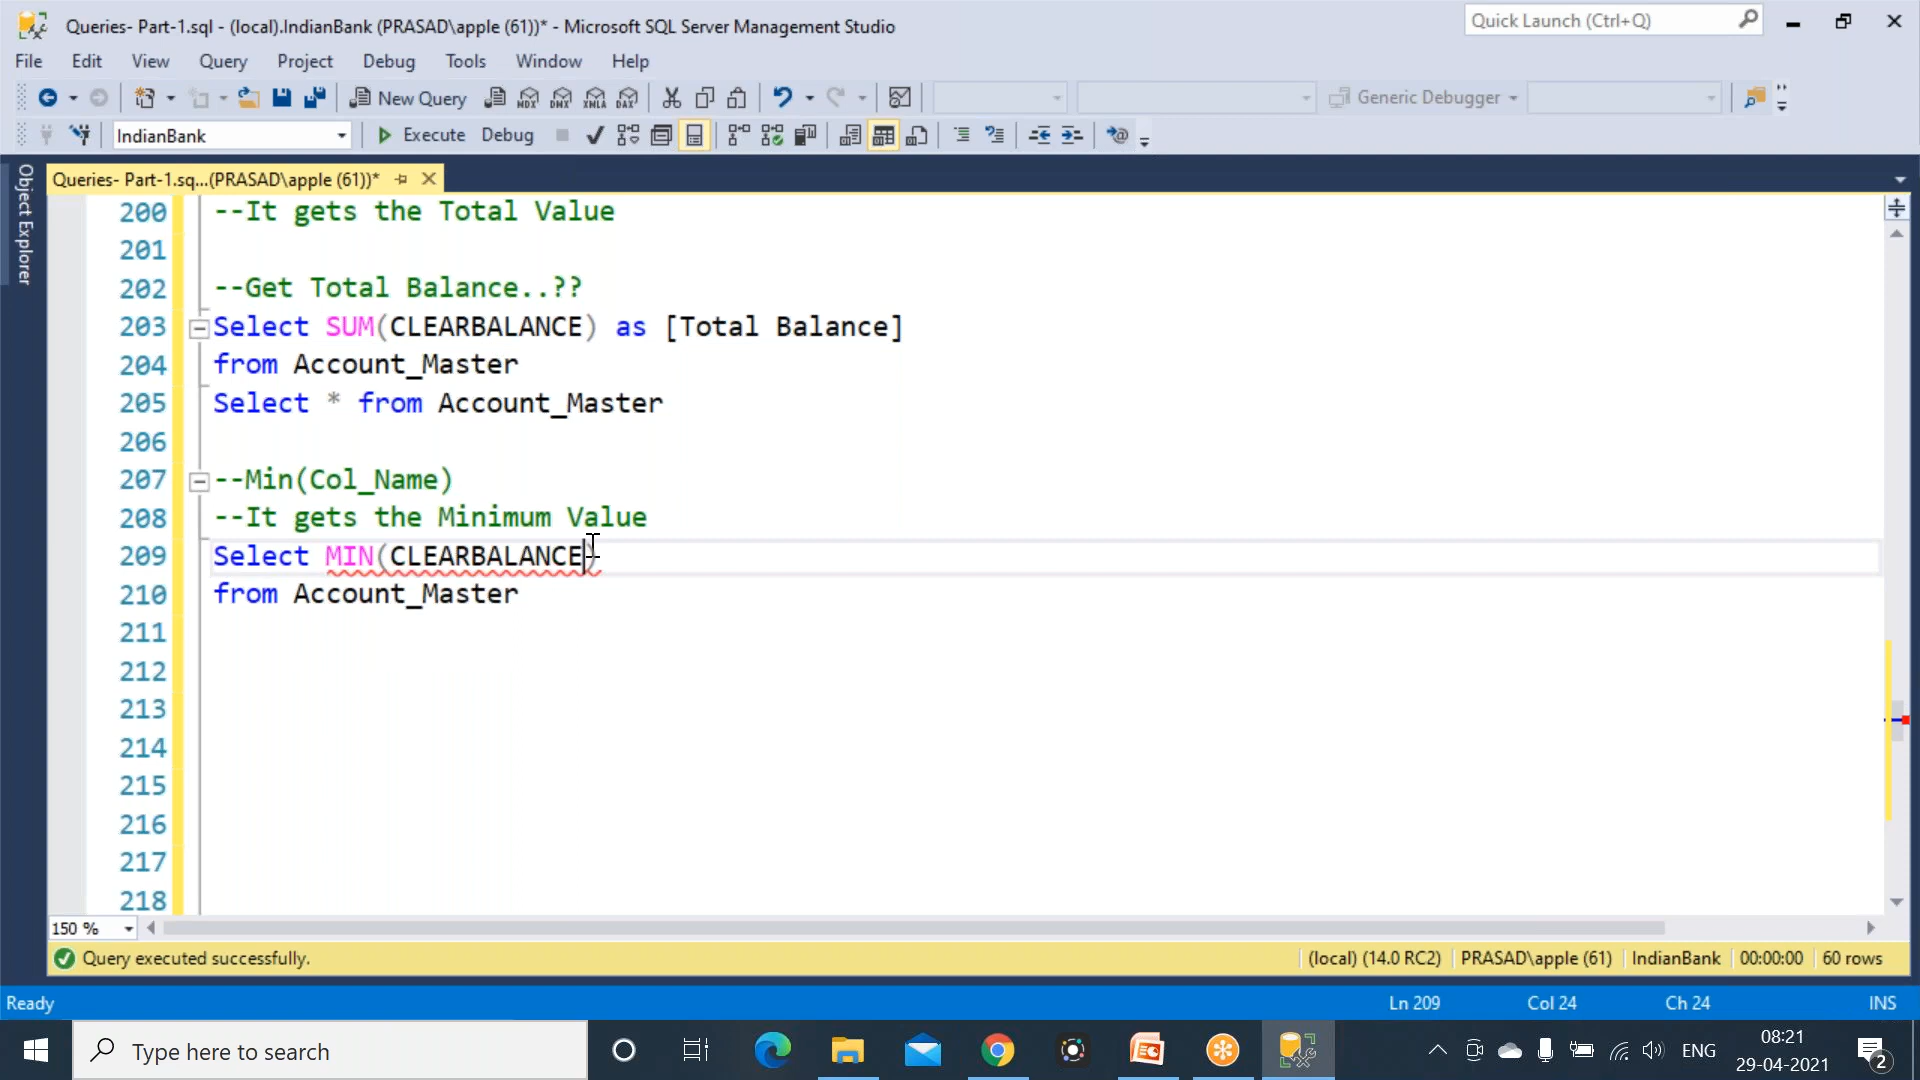 Queries- Part-1.sql - (local).IndianBank (PRASAD\apple (61))* - Microsoft SQL Server Management Studio
Quick Launch (Ctrl+Q)
File Edit View Query Project Debug Tools Window Help
New Query MDX DMX XMLA DAX Generic Debugger
IndianBank Execute Debug
Object Explorer
Queries- Part-1.sq...(PRASAD\apple (61))*
200 --It gets the Total Value
201
202 --Get Total Balance..??
203 Select SUM(CLEARBALANCE) as [Total Balance]
204 from Account_Master
205 Select * from Account_Master
206
207 --Min(Col_Name)
208 --It gets the Minimum Value
209 Select MIN(CLEARBALANCE)
210 from Account_Master
211
212
213
214
215
216
217
218
150 %
Query executed successfully. (local) (14.0 RC2) PRASAD\apple (61) IndianBank 00:00:00 60 rows
Ready Ln 209 Col 24 Ch 24 INS
Type here to search ENG 08:21
29-04-2021 2